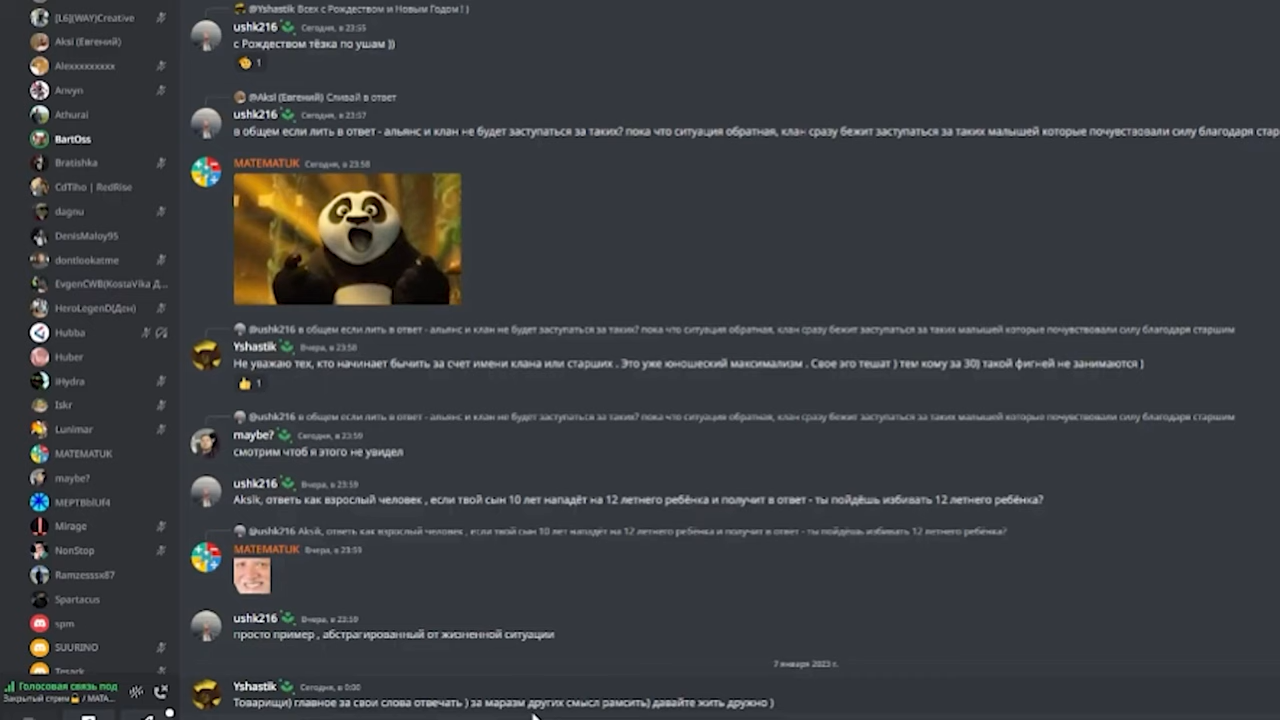 [L6](WAY)Creative
Aksi (Евгений)
Alexxxxxxxxx
Anvyn
Athurai
BartOss
Bratishka
CdTiho | RedRise
dagnu
DenisMaloy95
dontlookatme
EvgenCWB(KostaVika Д...
HeroLegenD(Ден)
Hubba
Huber
iHydra
Iskr
Lunimar
MATEMATUK
maybe?
МЕРТВЫЙ4
Mirage
NonStop
Ramzesssx87
Spartacus
spm
SUURINO
Tesack
Голосовая связь под
Закрытый стрим / МАТА...
@Yshastik Всех с Рождеством и Новым Годом ! )
ushk216 Сегодня, в 23:55
с Рождеством тёзка по ушам ))
1
@Aksi (Евгений) Сливай в ответ
ushk216 Сегодня, в 23:57
в общем если лить в ответ - альянс и клан не будет заступаться за таких? пока что ситуация обратная, клан сразу бежит заступаться за таких малышей которые почувствовали силу благодаря стар
MATEMATUK Сегодня, в 23:58
@ushk216 в общем если лить в ответ - альянс и клан не будет заступаться за таких? пока что ситуация обратная, клан сразу бежит заступаться за таких малышей которые почувствовали силу благодаря старшим
Yshastik Вчера, в 23:58
Не уважаю тех, кто начинает бычить за счет имени клана или старших . Это уже юношеский максимализм . Свое эго тешат ) тем кому за 30) такой фигней не занимаются )
1
@ushk216 в общем если лить в ответ - альянс и клан не будет заступаться за таких? пока что ситуация обратная, клан сразу бежит заступаться за таких малышей которые почувствовали силу благодаря старшим
maybe? Сегодня, в 23:59
смотрим чтоб я этого не увидел
ushk216 Вчера, в 23:59
Aksik, ответь как взрослый человек , если твой сын 10 лет нападёт на 12 летнего ребёнка и получит в ответ - ты пойдёшь избивать 12 летнего ребёнка?
@ushk216 Aksik, ответь как взрослый человек , если твой сын 10 лет нападёт на 12 летнего ребёнка и получит в ответ - ты пойдёшь избивать 12 летнего ребёнка?
MATEMATUK Вчера, в 23:59
ushk216 Вчера, в 23:59
просто пример , абстрагированный от жизненной ситуации
7 января 2023 г.
Yshastik Сегодня, в 0:00
Товарищи) главное за свои слова отвечать ) за маразм других смысл рамсить) давайте жить дружно )